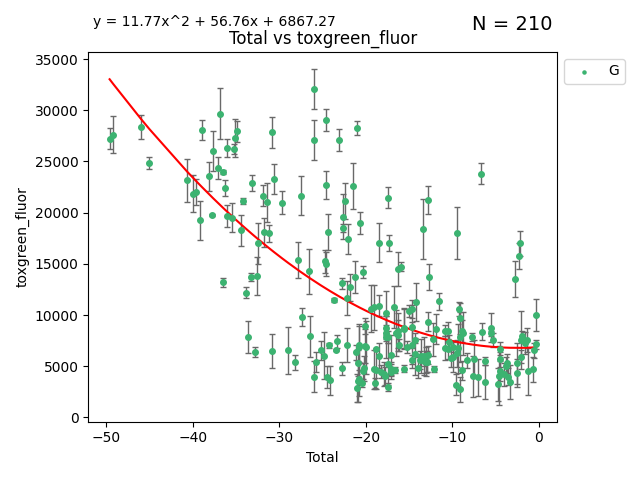 y = 11.77x^2 + 56.76x + 6867.27
N = 210
Total vs toxgreen_fluor
G
35000
30000
25000
20000
15000
10000
5000
0
toxgreen_fluor
−50 −40 −30 −20 −10 0
Total